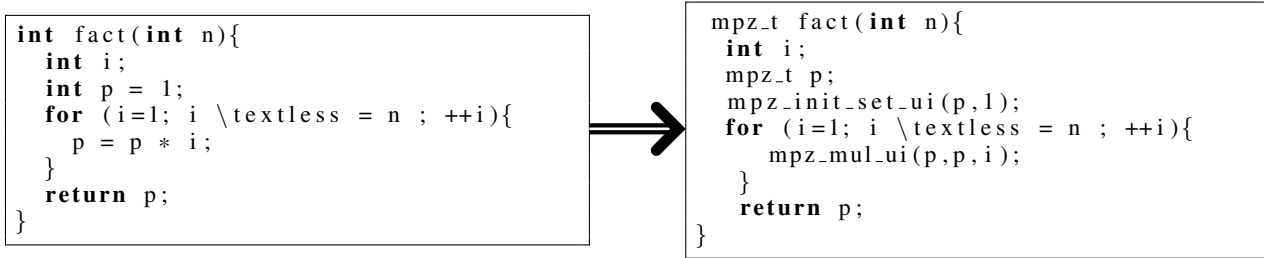 int fact(int n){
int i;
int p = 1;
for (i=1; i \textless = n ; ++i){
p = p * i;
}
return p;
}
mpz_t fact(int n){
int i;
mpz_t p;
mpz_init_set_ui(p,1);
for (i=1; i \textless = n ; ++i){
mpz_mul_ui(p,p,i);
}
return p;
}